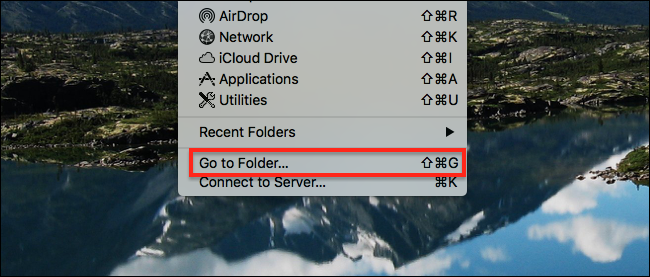 AirDrop ⇧⌘R
Network ⇧⌘K
iCloud Drive ⇧⌘I
Applications ⇧⌘A
Utilities ⇧⌘U
Recent Folders ▶
Go to Folder... ⇧⌘G
Connect to Server... ⌘K